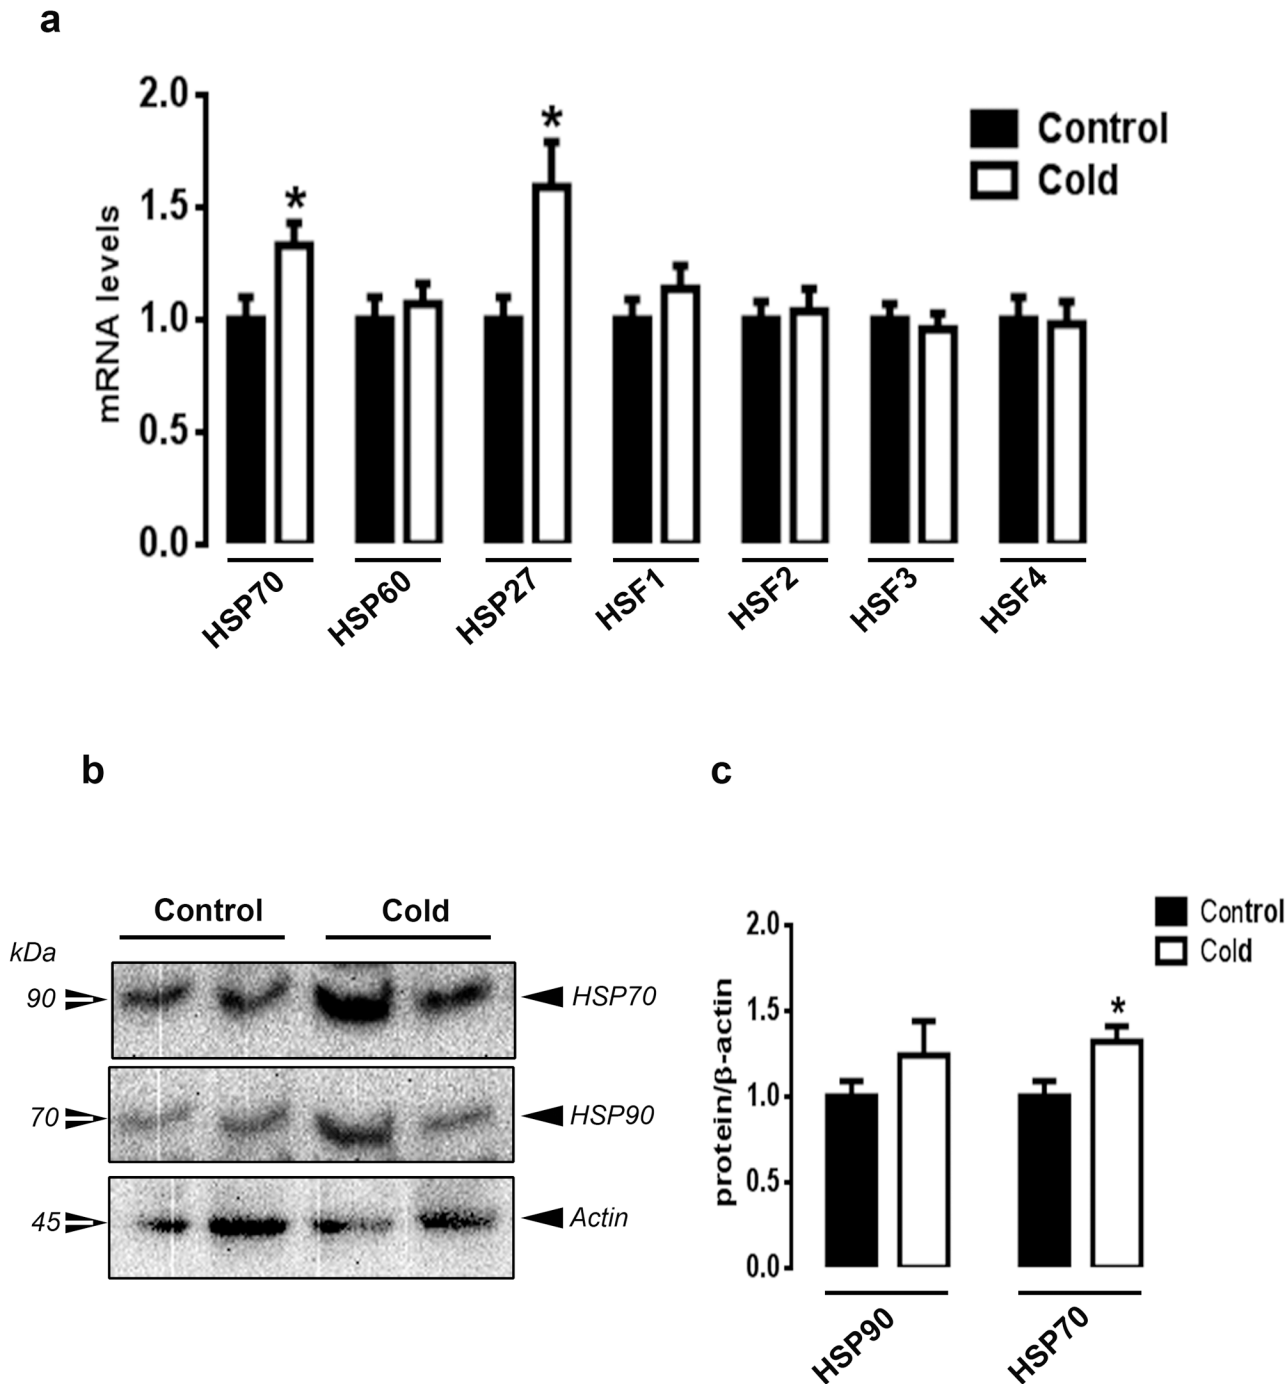 a
2.0
1.5
1.0
0.5
0.0
mRNA levels
*
*
Control
Cold
HSP70
HSP60
HSP27
HSF1
HSF2
HSF3
HSF4
b
Control
Cold
kDa
90
HSP70
70
HSP90
45
Actin
c
Control
Cold
2.0
1.5
1.0
0.5
0.0
protein/β-actin
*
HSP90
HSP70